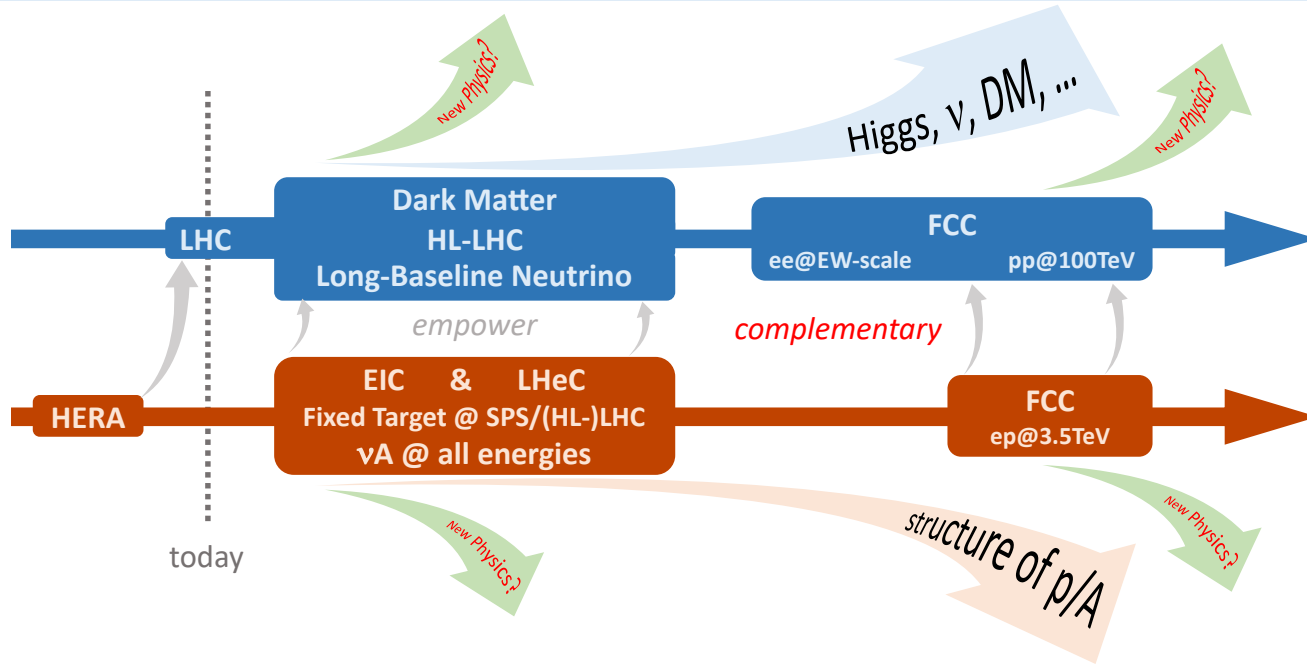 New Physics?
Higgs, ν, DM, ...
New Physics?
Dark Matter
LHC
HL-LHC
Long-Baseline Neutrino
FCC
ee@EW-scale
pp@100TeV
empower
complementary
HERA
EIC & LHeC
Fixed Target @ SPS/(HL-)LHC
νA @ all energies
FCC
ep@3.5TeV
today
New Physics?
structure of p/A
New Physics?